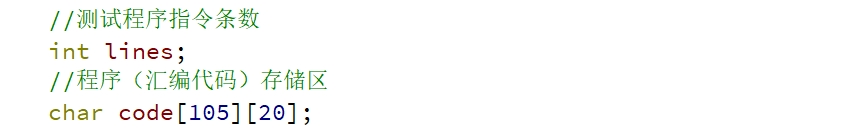 //测试程序指令条数
int lines;
//程序（汇编代码）存储区
char code[105][20];